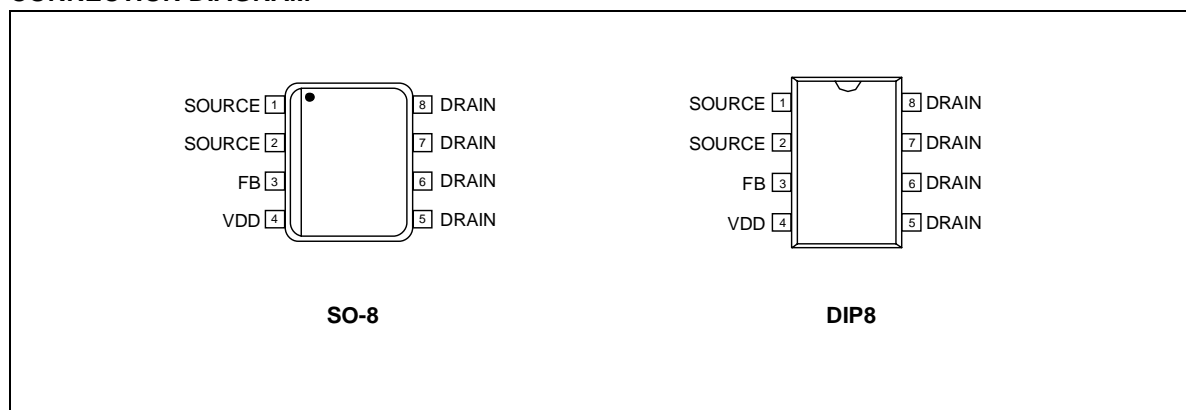 CONNECTION DIAGRAM
SOURCE 1
SOURCE 2
FB 3
VDD 4
8 DRAIN
7 DRAIN
6 DRAIN
5 DRAIN
SO-8
SOURCE 1
SOURCE 2
FB 3
VDD 4
8 DRAIN
7 DRAIN
6 DRAIN
5 DRAIN
DIP8